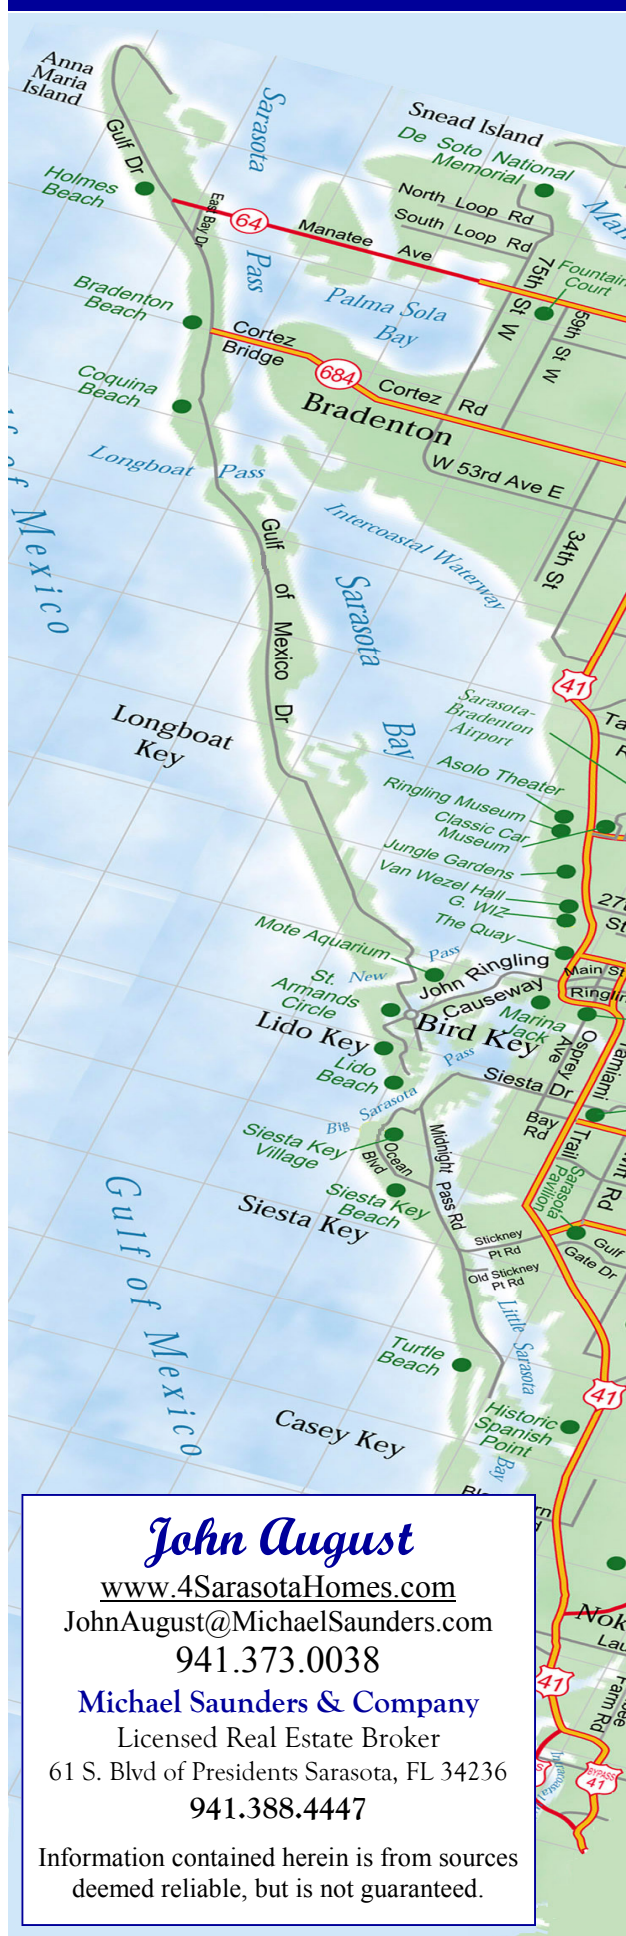 Anna
Maria
Island
Sarasota
Snead Island
De Soto National
Memorial
Gulf Dr
Holmes
Beach
East Bay Dr
64
Manatee Ave
North Loop Rd
South Loop Rd
Pass
75th St W
Fountain
Court
59th St W
Palma Sola
Bay
Bradenton
Beach
Cortez
Bridge
684
Cortez Rd
Coquina
Beach
Bradenton
Longboat Pass
W 53rd Ave E
Gulf of Mexico
Intercoastal Waterway
34th St
Gulf of Mexico Dr
Sarasota
Bay
41
Sarasota-
Bradenton
Airport
Longboat
Key
Asolo Theater
Ringling Museum
Classic Car
Museum
Jungle Gardens
Van Wezel Hall
G. WIZ
The Quay
Mote Aquarium
New Pass
John Ringling
Causeway
Main St
St.
Armands
Circle
Marina
Jack
Lido Key
Bird Key
Osprey Ave
Tamiami Trail
Lido
Beach
Big Sarasota Pass
Siesta Dr
Bay
Rd
Siesta Key
Village
Ocean
Blvd
Midnight Pass Rd
Siesta Key
Beach
Siesta Key
Sarasota
Pavilion
Stickney
Pt Rd
Gulf
Gate Dr
Old Stickney
Pt Rd
Gulf of Mexico
Little Sarasota
Bay
Turtle
Beach
41
Casey Key
Historic
Spanish
Point
41
BYPASS
41
John August
www.4SarasotaHomes.com
JohnAugust@MichaelSaunders.com
941.373.0038
Michael Saunders & Company
Licensed Real Estate Broker
61 S. Blvd of Presidents Sarasota, FL 34236
941.388.4447
Information contained herein is from sources
deemed reliable, but is not guaranteed.